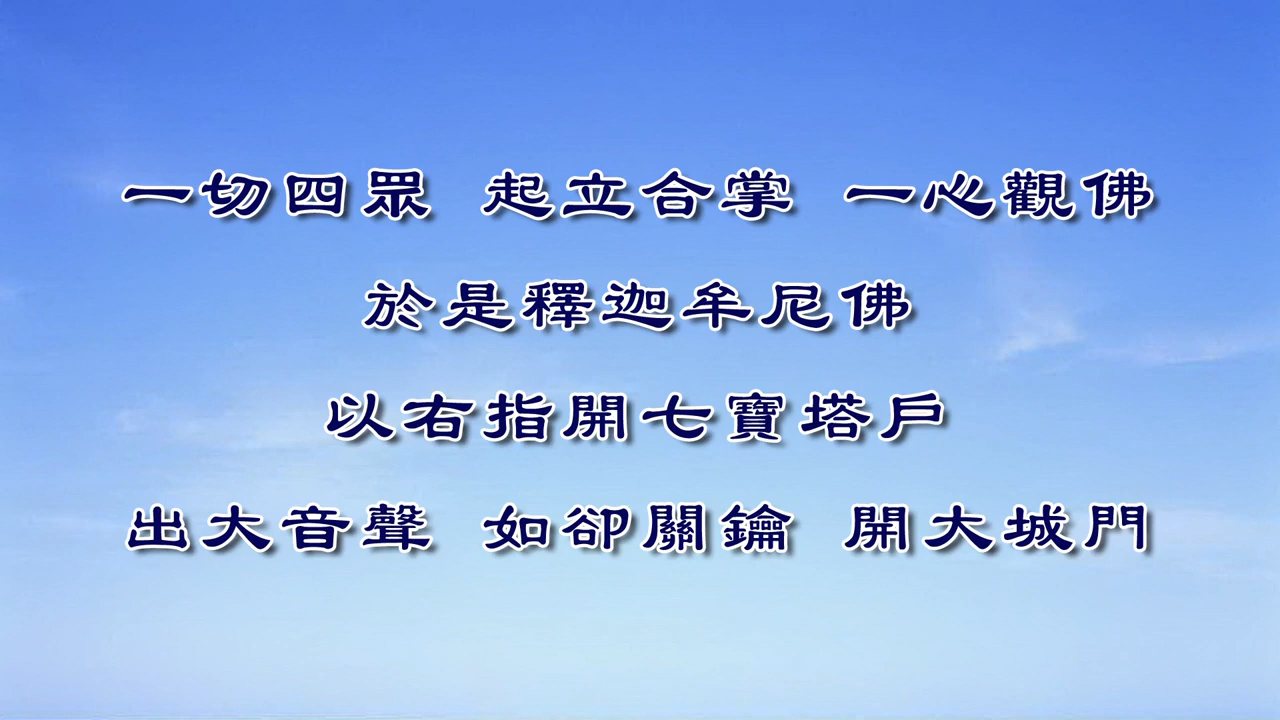 一切四眾 起立合掌 一心觀佛
於是釋迦牟尼佛
以右指開七寶塔戶
出大音聲 如卻關鑰 開大城門